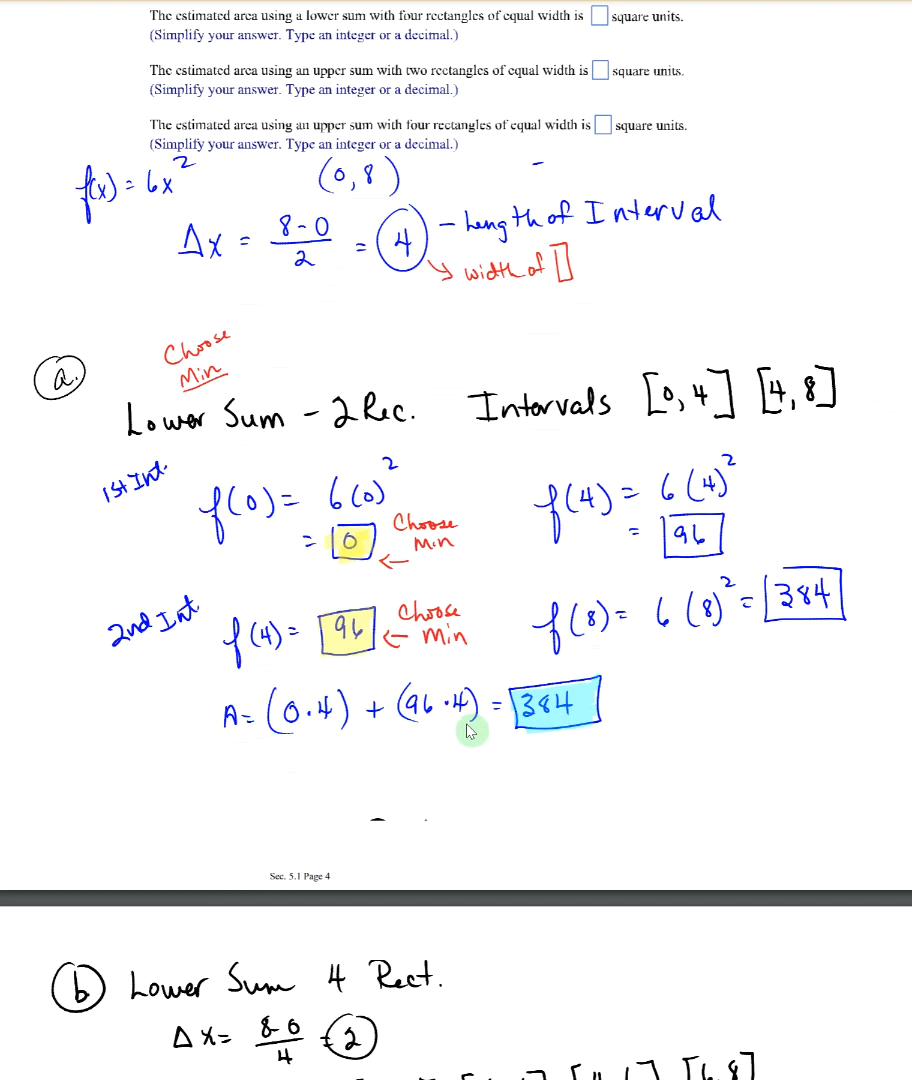 The estimated area using a lower sum with four rectangles of equal width is square units.
(Simplify your answer. Type an integer or a decimal.)
The estimated area using an upper sum with two rectangles of equal width is square units.
(Simplify your answer. Type an integer or a decimal.)
The estimated area using an upper sum with four rectangles of equal width is square units.
(Simplify your answer. Type an integer or a decimal.)
f(x) = 6x² (0,8)
Δx = 8-0/2 = 4 - Length of Interval
↘ width of []
a. Choose
Min
Lower Sum - 2 Rec. Intervals [0,4] [4,8]
1st Int. f(0) = 6(0)² f(4) = 6(4)²
= 0 ← Choose Min = 96
2nd Int f(4) = 96 ← Choose Min f(8) = 6(8)² = 384
A = (0·4) + (96·4) = 384
Sec. 5.1 Page 4
b Lower Sum 4 Rect.
Δx = 8-0/4 = 2
[6,8]